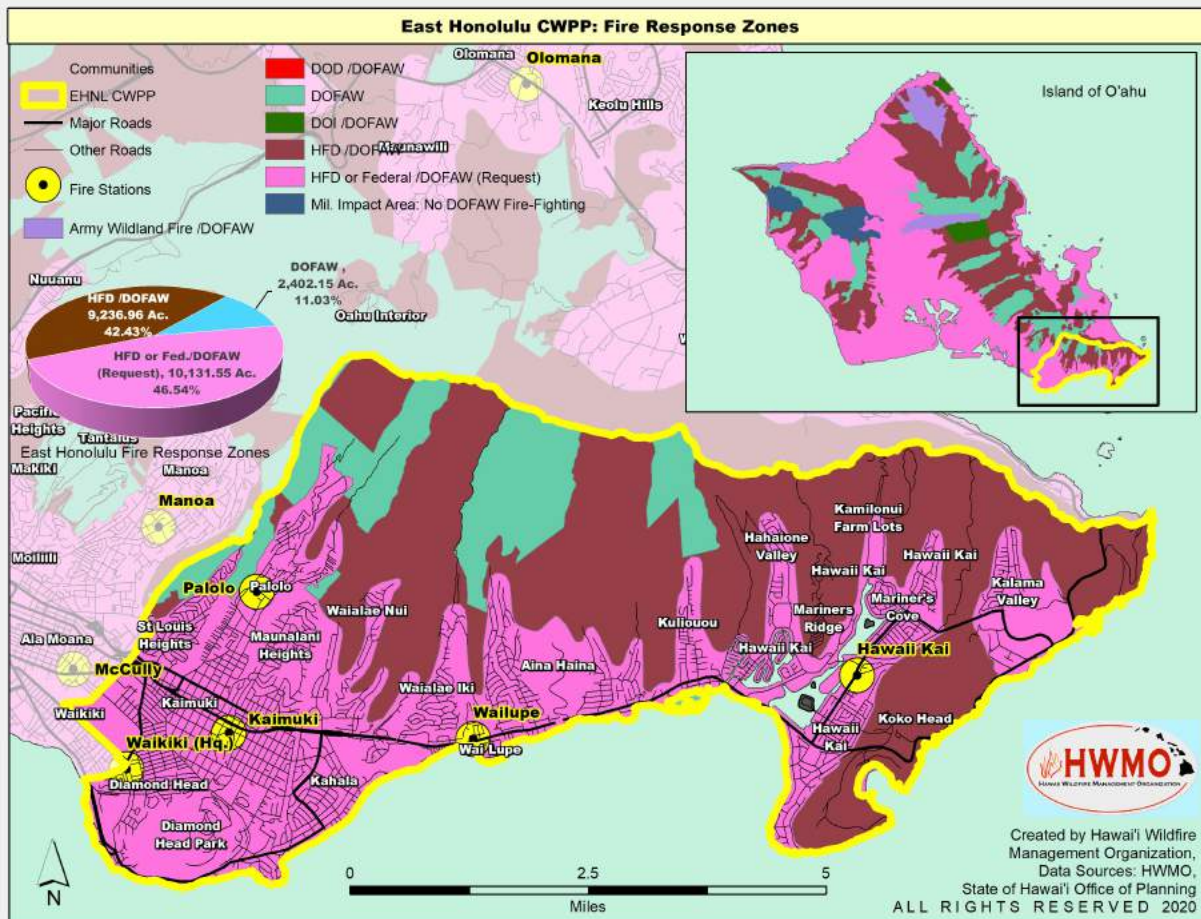 East Honolulu CWPP: Fire Response Zones
Communities
EHNL CWPP
Major Roads
Other Roads
Fire Stations
Army Wildland Fire /DOFAW
DOD /DOFAW
DOFAW
DOI /DOFAW
HFD /DOFAW
HFD or Federal /DOFAW (Request)
Mil. Impact Area: No DOFAW Fire-Fighting
Olomana
Olomana
Keolu Hills
Maunawili
Island of O'ahu
Nuuanu
DOFAW ,
2,402.15 Ac.
11.03%
HFD /DOFAW
9,236.96 Ac.
42.43%
HFD or Fed./DOFAW
(Request), 10,131.55 Ac.
46.54%
East Honolulu Fire Response Zones
Oahu Interior
Pacific
Heights
Tantalus
Makiki
Manoa
Manoa
Moiliili
Ala Moana
Palolo
Palolo
St Louis
Heights
McCully
Waikiki
Kaimuki
Kaimuki
Waikiki (Hq.)
Diamond Head
Diamond
Head Park
Kahala
Maunalani
Heights
Waialae Nui
Waialae Iki
Wailupe
Wai Lupe
Aina Haina
Kuliouou
Hahaione
Valley
Kamilonui
Farm Lots
Hawaii Kai
Hawaii Kai
Mariners
Ridge
Mariner's
Cove
Kalama
Valley
Hawaii Kai
Hawaii Kai
Hawaii
Kai
Koko Head
N
0
2.5
5
Miles
HWMO
HAWAII WILDFIRE MANAGEMENT ORGANIZATION
Created by Hawai'i Wildfire
Management Organization,
Data Sources: HWMO,
State of Hawai'i Office of Planning
ALL RIGHTS RESERVED 2020